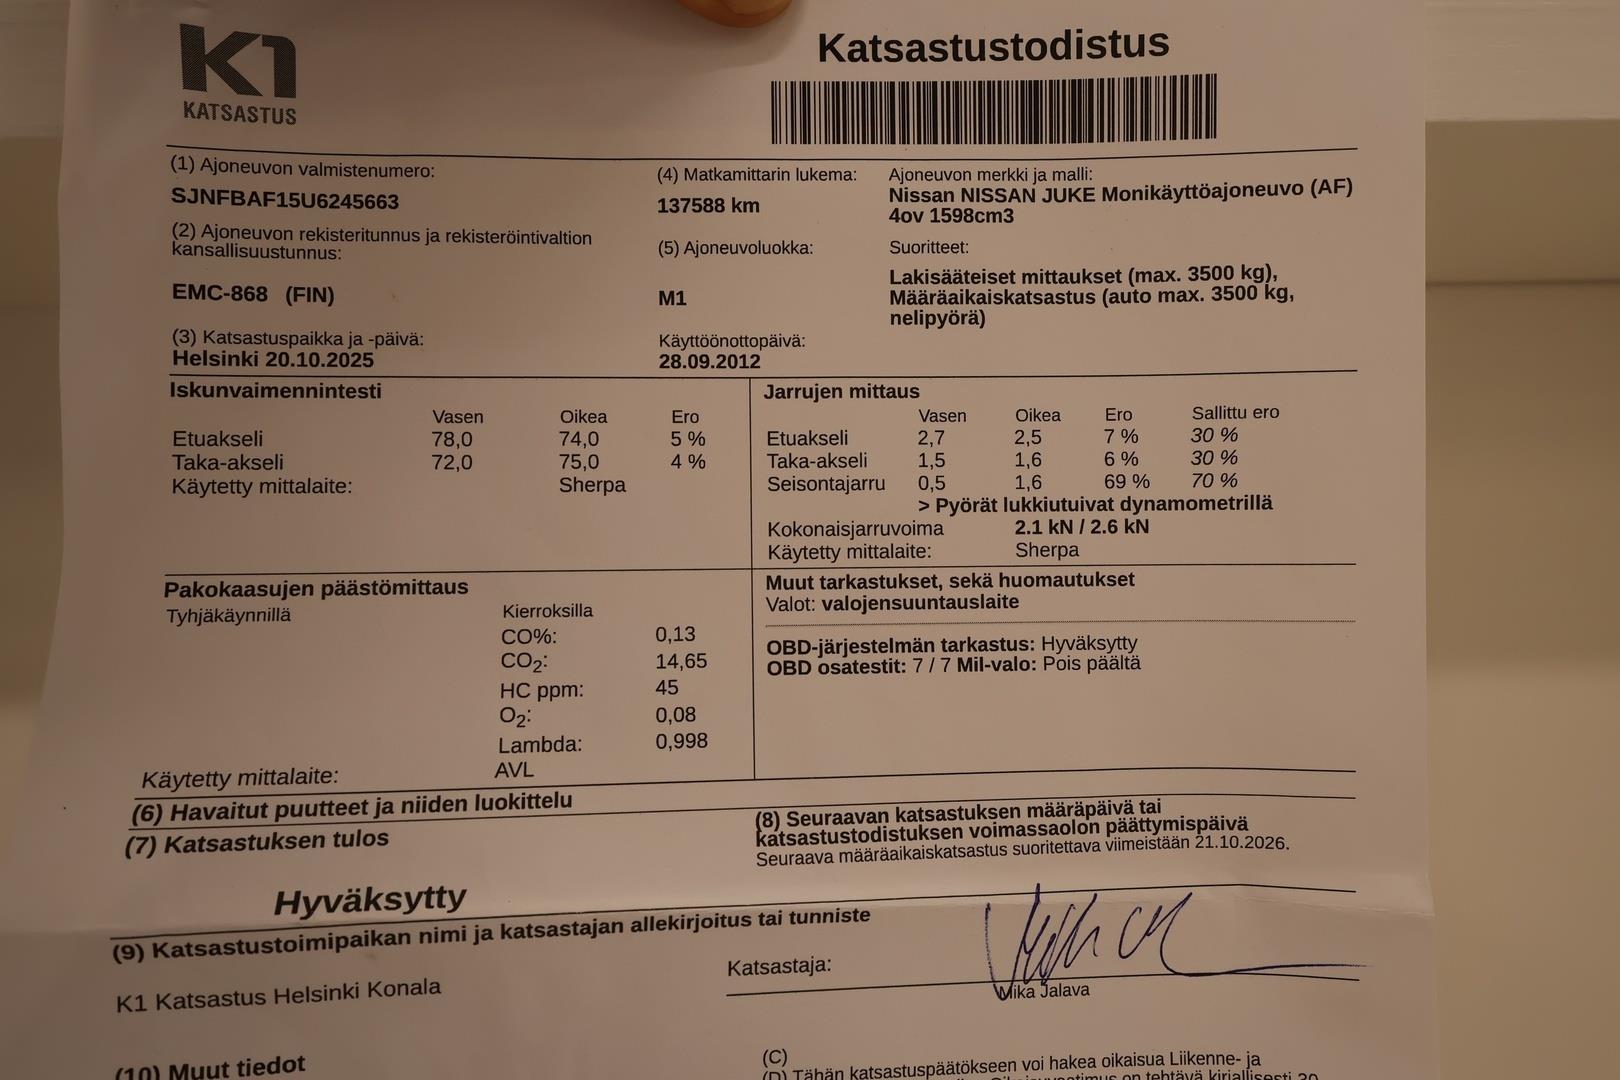 K1
KATSASTUS
Katsastustodistus
(1) Ajoneuvon valmistenumero:
SJNFBAF15U6245663
(4) Matkamittarin lukema:
137588 km
Ajoneuvon merkki ja malli:
Nissan NISSAN JUKE Monikäyttöajoneuvo (AF)
4ov 1598cm3
(2) Ajoneuvon rekisteritunnus ja rekisteröintivaltion
kansallisuustunnus:
EMC-868 (FIN)
(5) Ajoneuvoluokka:
M1
Suoritteet:
Lakisääteiset mittaukset (max. 3500 kg),
Määräaikaiskatsastus (auto max. 3500 kg,
nelipyörä)
(3) Katsastuspaikka ja -päivä:
Helsinki 20.10.2025
Käyttöönottopäivä:
28.09.2012
Iskunvaimennintesti
Vasen Oikea Ero
Etuakseli 78,0 74,0 5 %
Taka-akseli 72,0 75,0 4 %
Käytetty mittalaite: Sherpa
Jarrujen mittaus
Vasen Oikea Ero Sallittu ero
Etuakseli 2,7 2,5 7 % 30 %
Taka-akseli 1,5 1,6 6 % 30 %
Seisontajarru 0,5 1,6 69 % 70 %
> Pyörät lukkiutuivat dynamometrillä
Kokonaisjarruvoima 2.1 kN / 2.6 kN
Käytetty mittalaite: Sherpa
Pakokaasujen päästömittaus
Tyhjäkäynnillä Kierroksilla
CO%: 0,13
CO2: 14,65
HC ppm: 45
O2: 0,08
Lambda: 0,998
Käytetty mittalaite: AVL
Muut tarkastukset, sekä huomautukset
Valot: valojensuuntauslaite
OBD-järjestelmän tarkastus: Hyväksytty
OBD osatestit: 7 / 7 Mil-valo: Pois päältä
(6) Havaitut puutteet ja niiden luokittelu
(7) Katsastuksen tulos
Hyväksytty
(8) Seuraavan katsastuksen määräpäivä tai
katsastustodistuksen voimassaolon päättymispäivä
Seuraava määräaikaiskatsastus suoritettava viimeistään 21.10.2026.
(9) Katsastustoimipaikan nimi ja katsastajan allekirjoitus tai tunniste
K1 Katsastus Helsinki Konala
Katsastaja:
Mika Jalava
(10) Muut tiedot
(C)
(D) Tähän katsastuspäätökseen voi hakea oikaisua Liikenne- ja
on tehtävä kirjallisesti 30